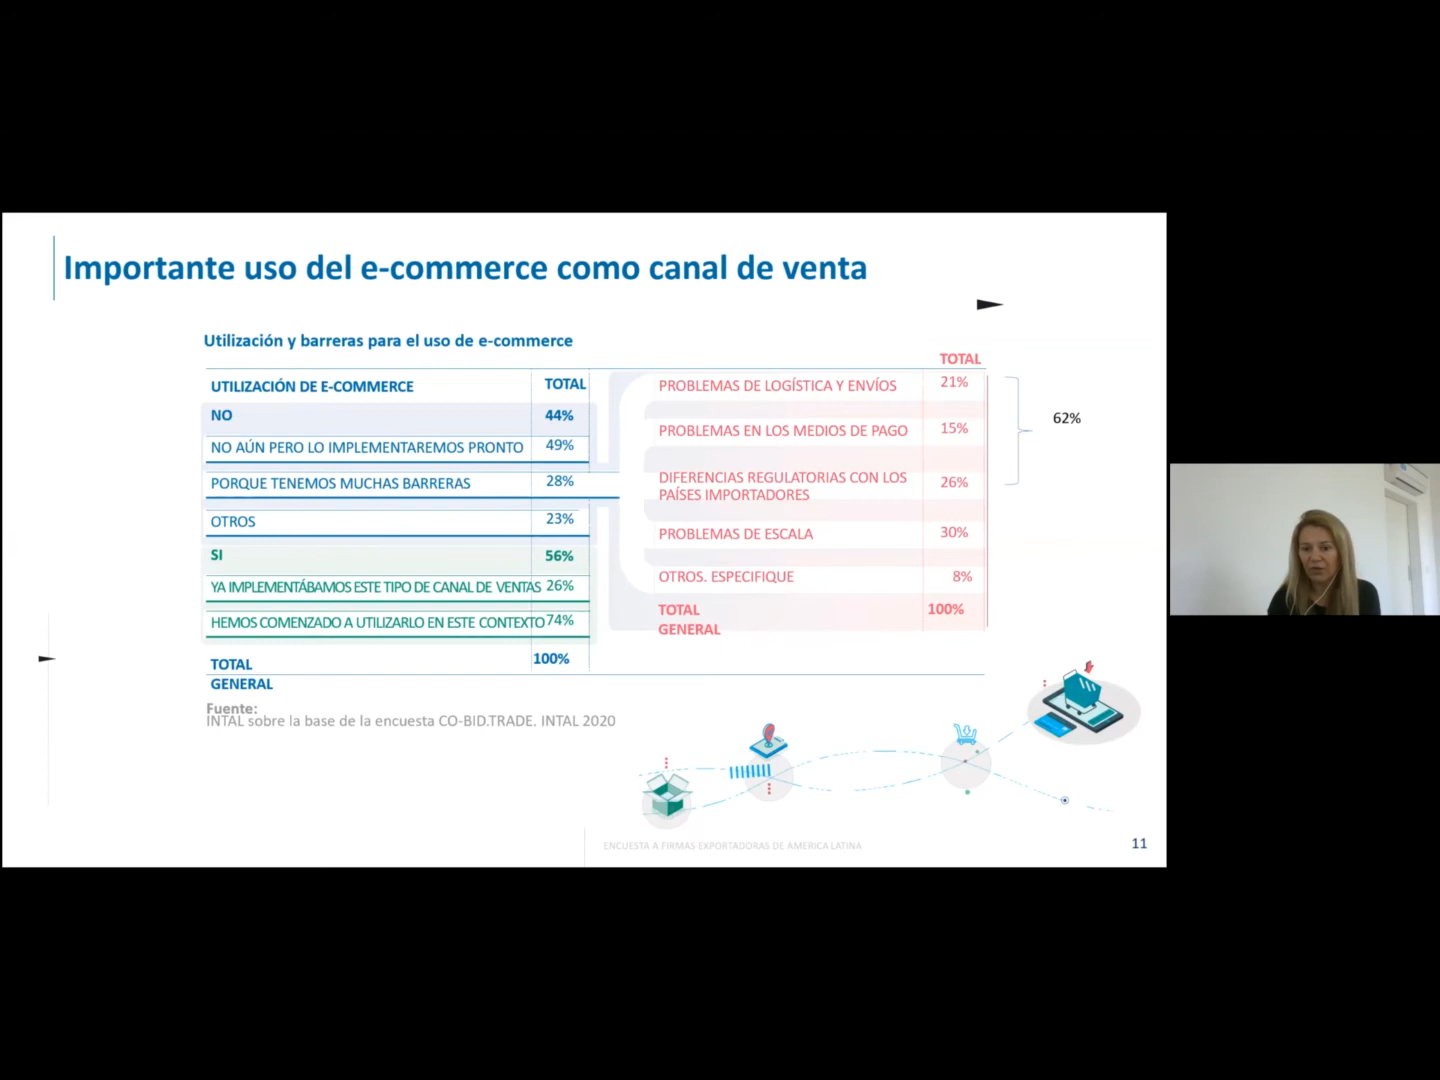 Importante uso del e-commerce como canal de venta
Utilización y barreras para el uso de e-commerce
UTILIZACIÓN DE E-COMMERCE TOTAL
NO 44%
NO AÚN PERO LO IMPLEMENTAREMOS PRONTO 49%
PORQUE TENEMOS MUCHAS BARRERAS 28%
OTROS 23%
SI 56%
YA IMPLEMENTÁBAMOS ESTE TIPO DE CANAL DE VENTAS 26%
HEMOS COMENZADO A UTILIZARLO EN ESTE CONTEXTO 74%
TOTAL 100%
GENERAL
TOTAL
PROBLEMAS DE LOGÍSTICA Y ENVÍOS 21%
PROBLEMAS EN LOS MEDIOS DE PAGO 15%
DIFERENCIAS REGULATORIAS CON LOS
PAÍSES IMPORTADORES 26%
PROBLEMAS DE ESCALA 30%
OTROS. ESPECIFIQUE 8%
TOTAL 100%
GENERAL
62%
Fuente:
INTAL sobre la base de la encuesta CO-BID.TRADE. INTAL 2020
ENCUESTA A FIRMAS EXPORTADORAS DE AMERICA LATINA
11